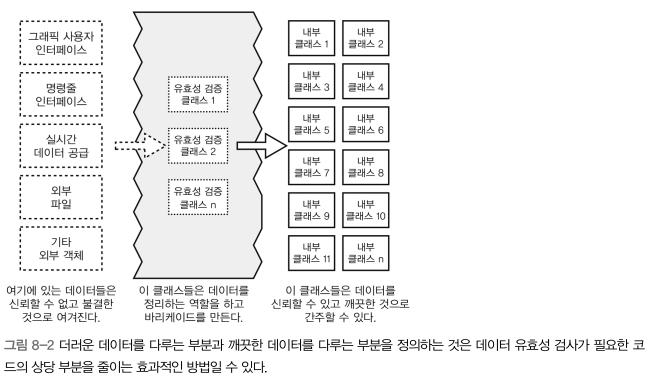 그래픽 사용자
인터페이스
명령줄
인터페이스
실시간
데이터 공급
외부
파일
기타
외부 객체
유효성 검증
클래스 1
유효성 검증
클래스 2
유효성 검증
클래스 n
내부
클래스 1
내부
클래스 2
내부
클래스 3
내부
클래스 4
내부
클래스 5
내부
클래스 6
내부
클래스 7
내부
클래스 8
내부
클래스 9
내부
클래스 10
내부
클래스 11
내부
클래스 n
여기에 있는 데이터들은
신뢰할 수 없고 불결한
것으로 여겨진다.
이 클래스들은 데이터를
정리하는 역할을 하고
바리케이드를 만든다.
이 클래스들은 데이터를
신뢰할 수 있고 깨끗한 것으로
간주할 수 있다.
그림 8-2 더러운 데이터를 다루는 부분과 깨끗한 데이터를 다루는 부분을 정의하는 것은 데이터 유효성 검사가 필요한 코
드의 상당 부분을 줄이는 효과적인 방법일 수 있다.